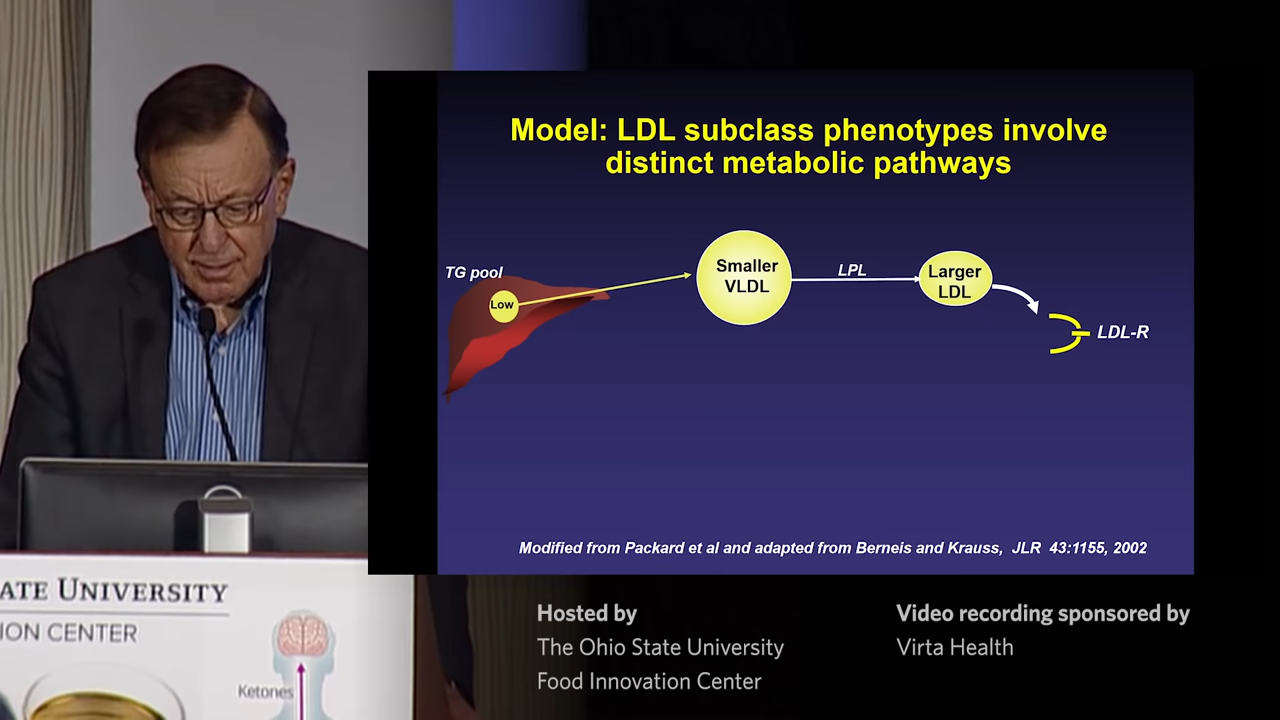 Model: LDL subclass phenotypes involve
distinct metabolic pathways
TG pool
Low
Smaller
VLDL
LPL
Larger
LDL
LDL-R
Modified from Packard et al and adapted from Berneis and Krauss, JLR 43:1155, 2002
ATE UNIVERSITY
ION CENTER
Ketones
Hosted by
The Ohio State University
Food Innovation Center
Video recording sponsored by
Virta Health